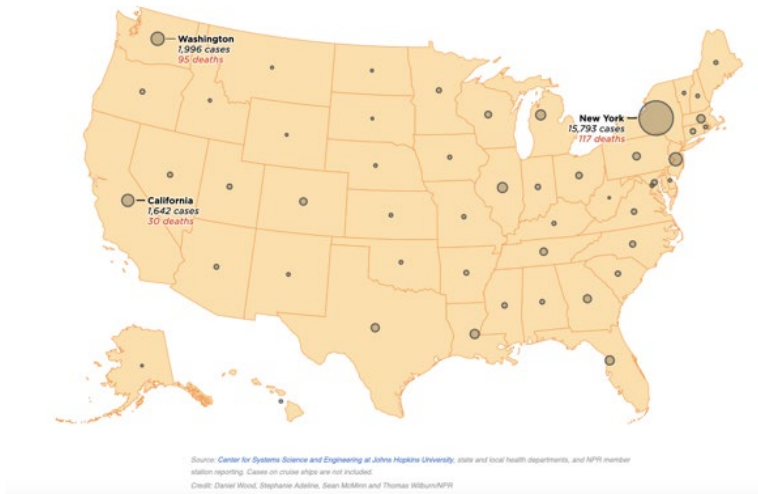 Washington
1,996 cases
95 deaths
New York
15,793 cases
117 deaths
California
1,642 cases
30 deaths
Source: Center for Systems Science and Engineering at Johns Hopkins University, state and local health departments, and NPR member
station reporting. Cases on cruise ships are not included.
Credit: Daniel Wood, Stephanie Adeline, Sean McMinn and Thomas Wilburn/NPR